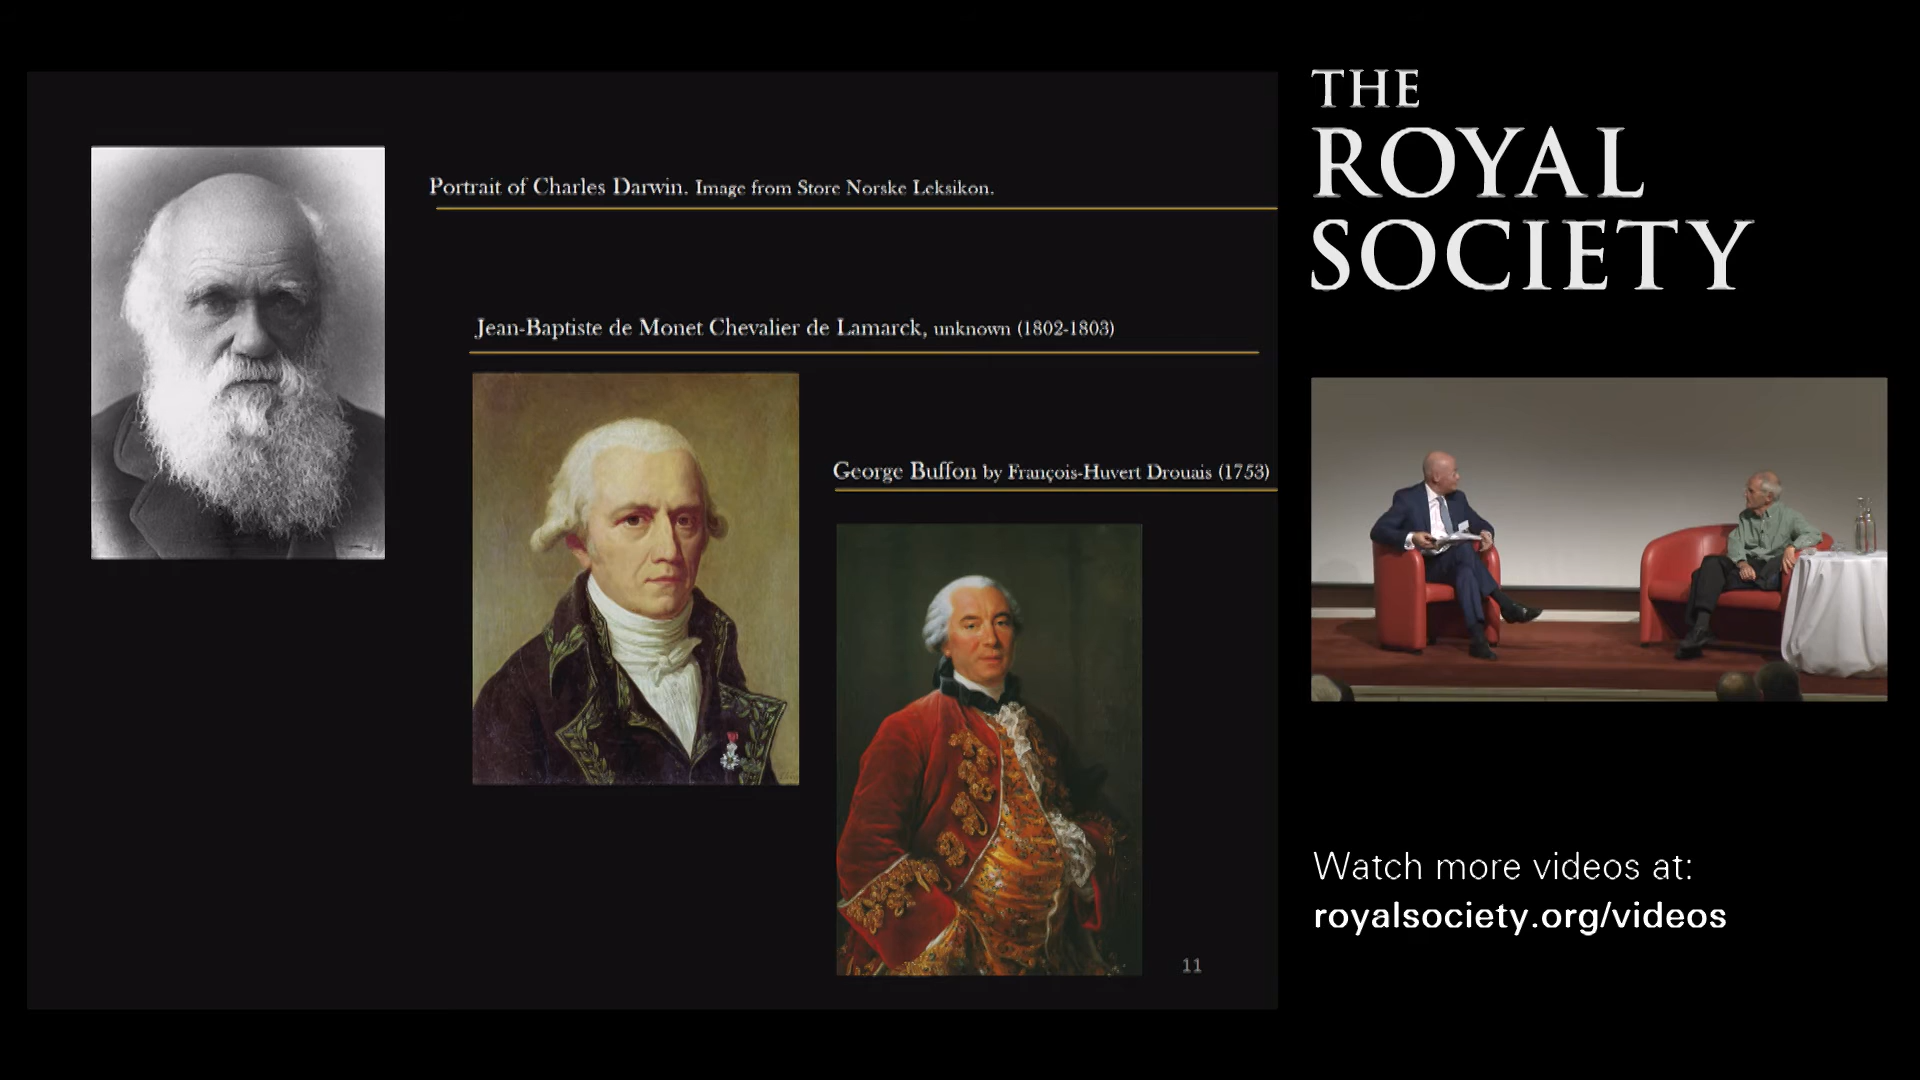 Portrait of Charles Darwin. Image from Store Norske Leksikon.
Jean-Baptiste de Monet Chevalier de Lamarck, unknown (1802-1803)
George Buffon by François-Huvert Drouais (1753)
11
THE
ROYAL
SOCIETY
Watch more videos at:
royalsociety.org/videos